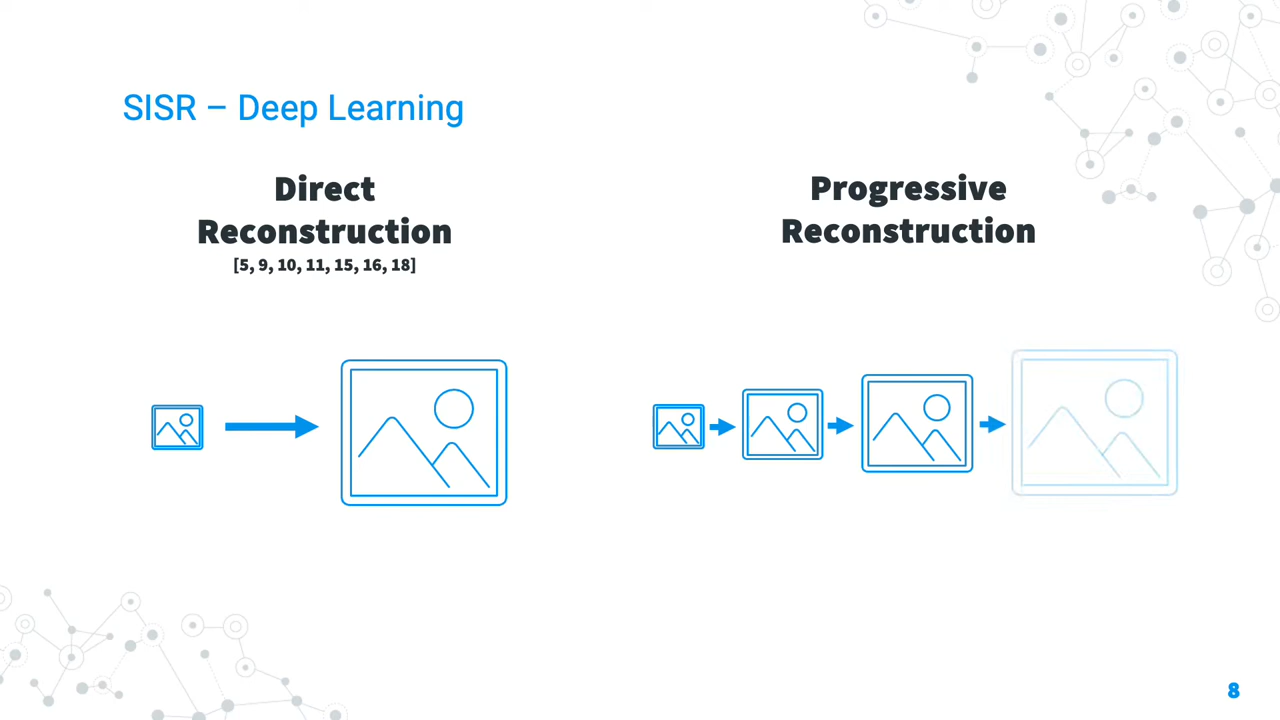 SISR – Deep Learning
Direct
Reconstruction
[5, 9, 10, 11, 15, 16, 18]
Progressive
Reconstruction
8